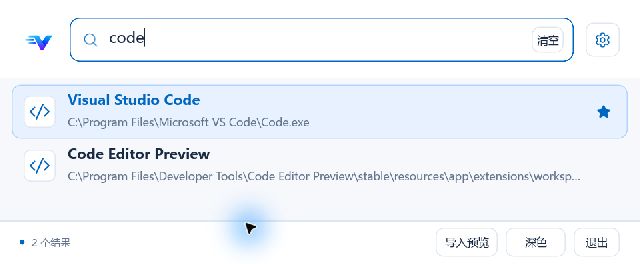 code
清空
Visual Studio Code
C:\Program Files\Microsoft VS Code\Code.exe
Code Editor Preview
C:\Program Files\Developer Tools\Code Editor Preview\stable\resources\app\extensions\worksp...
2 个结果
导入预览
深色
退出